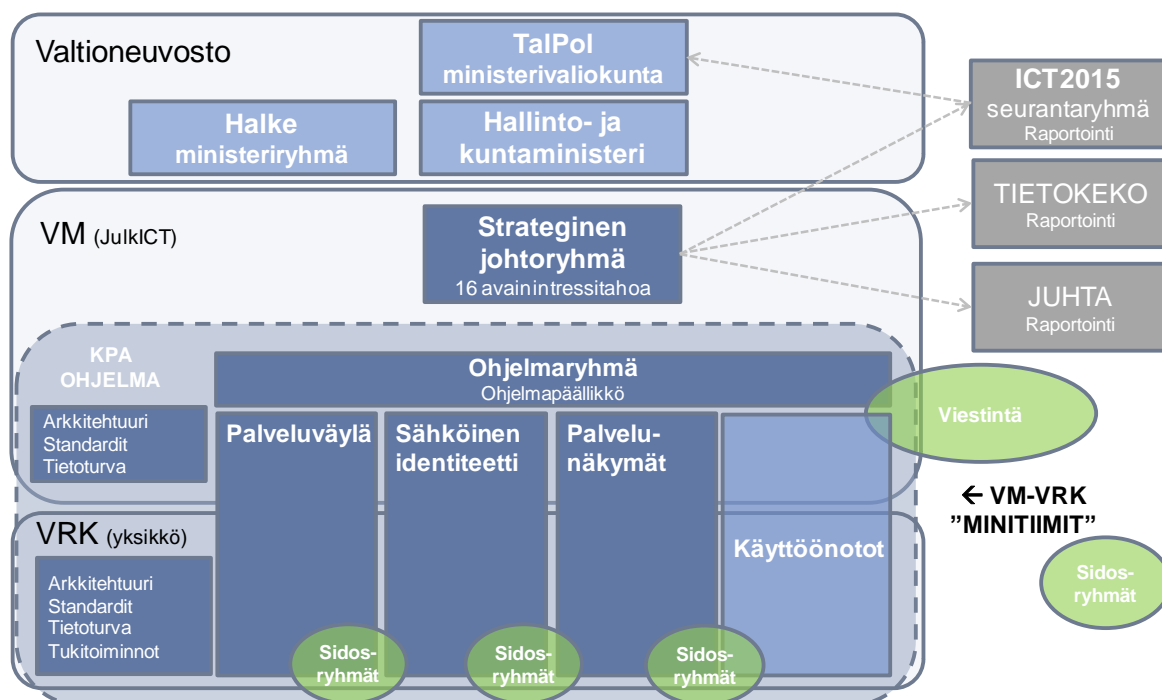 Valtioneuvosto
TalPol
ministerivaliokunta
Halke
ministeriryhmä
Hallinto- ja
kuntaministeri
ICT2015
seurantaryhmä
Raportointi
TIETOKEKO
Raportointi
JUHTA
Raportointi
VM (JulkICT)
Strateginen
johtoryhmä
16 avainintressitahoa
KPA
OHJELMA
Ohjelmaryhmä
Ohjelmapäällikkö
Viestintä
Arkkitehtuuri
Standardit
Tietoturva
Palveluväylä
Sähköinen
identiteetti
Palvelu-
näkymät
Käyttöönotot
← VM-VRK
”MINITIIMIT”
VRK (yksikkö)
Arkkitehtuuri
Standardit
Tietoturva
Tukitoiminnot
Sidos-
ryhmät
Sidos-
ryhmät
Sidos-
ryhmät
Sidos-
ryhmät